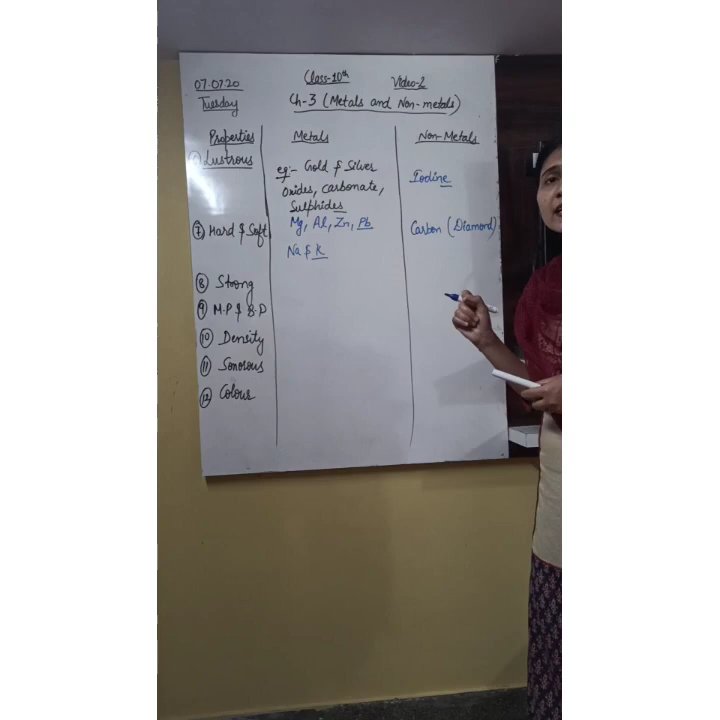 07.07.20 Class-10th Video-2
Tuesday Ch-3 (Metals and Non-metals)
Properties Metals Non-Metals
Lustrous eg:- Gold & Silver Iodine
Oxides, carbonate,
Sulphides
⑦ Hard & Soft Mg, Al, Zn, Pb Carbon (Diamond)
Na & K
⑧ Strong
⑨ M.P & B.P
⑩ Density
⑪ Sonorous
⑫ Colour